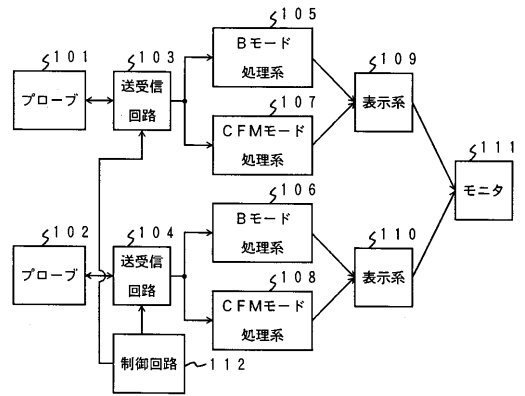 101
プローブ
103
送受信
回路
105
Bモード
処理系
107
CFMモード
処理系
109
表示系
111
モニタ
102
プローブ
104
送受信
回路
106
Bモード
処理系
108
CFMモード
処理系
110
表示系
制御回路
112